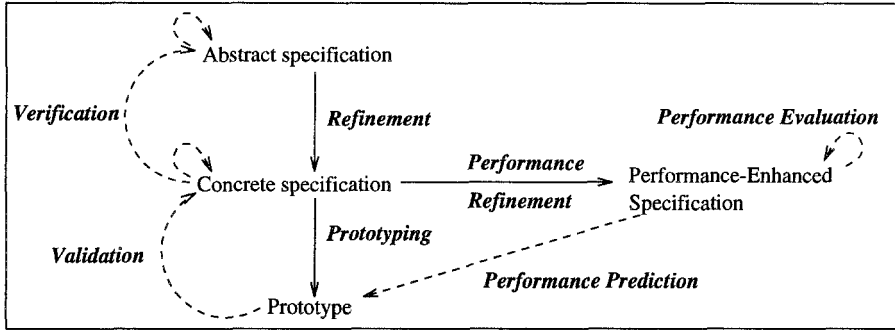 Abstract specification
Verification
Refinement
Performance Evaluation
Concrete specification
Performance
Refinement
Performance-Enhanced
Specification
Prototyping
Validation
Performance Prediction
Prototype